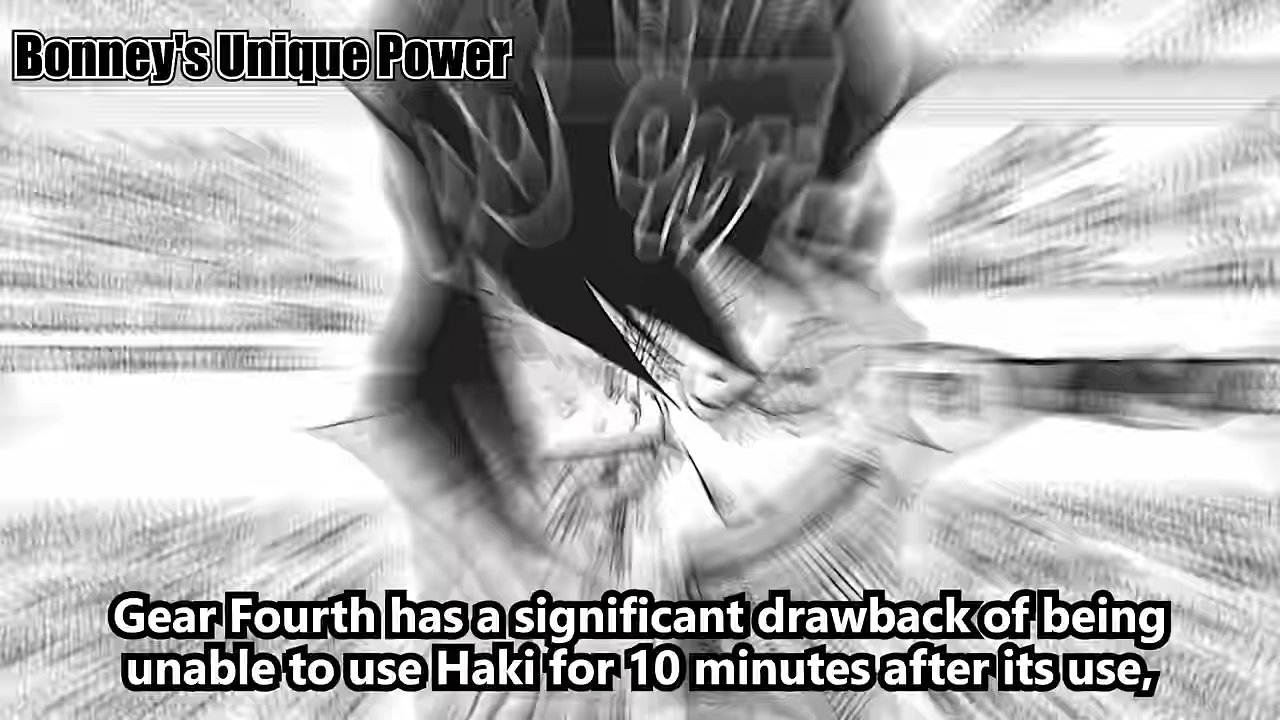 Bonney's Unique Power
Gear Fourth has a significant drawback of being
unable to use Haki for 10 minutes after its use,